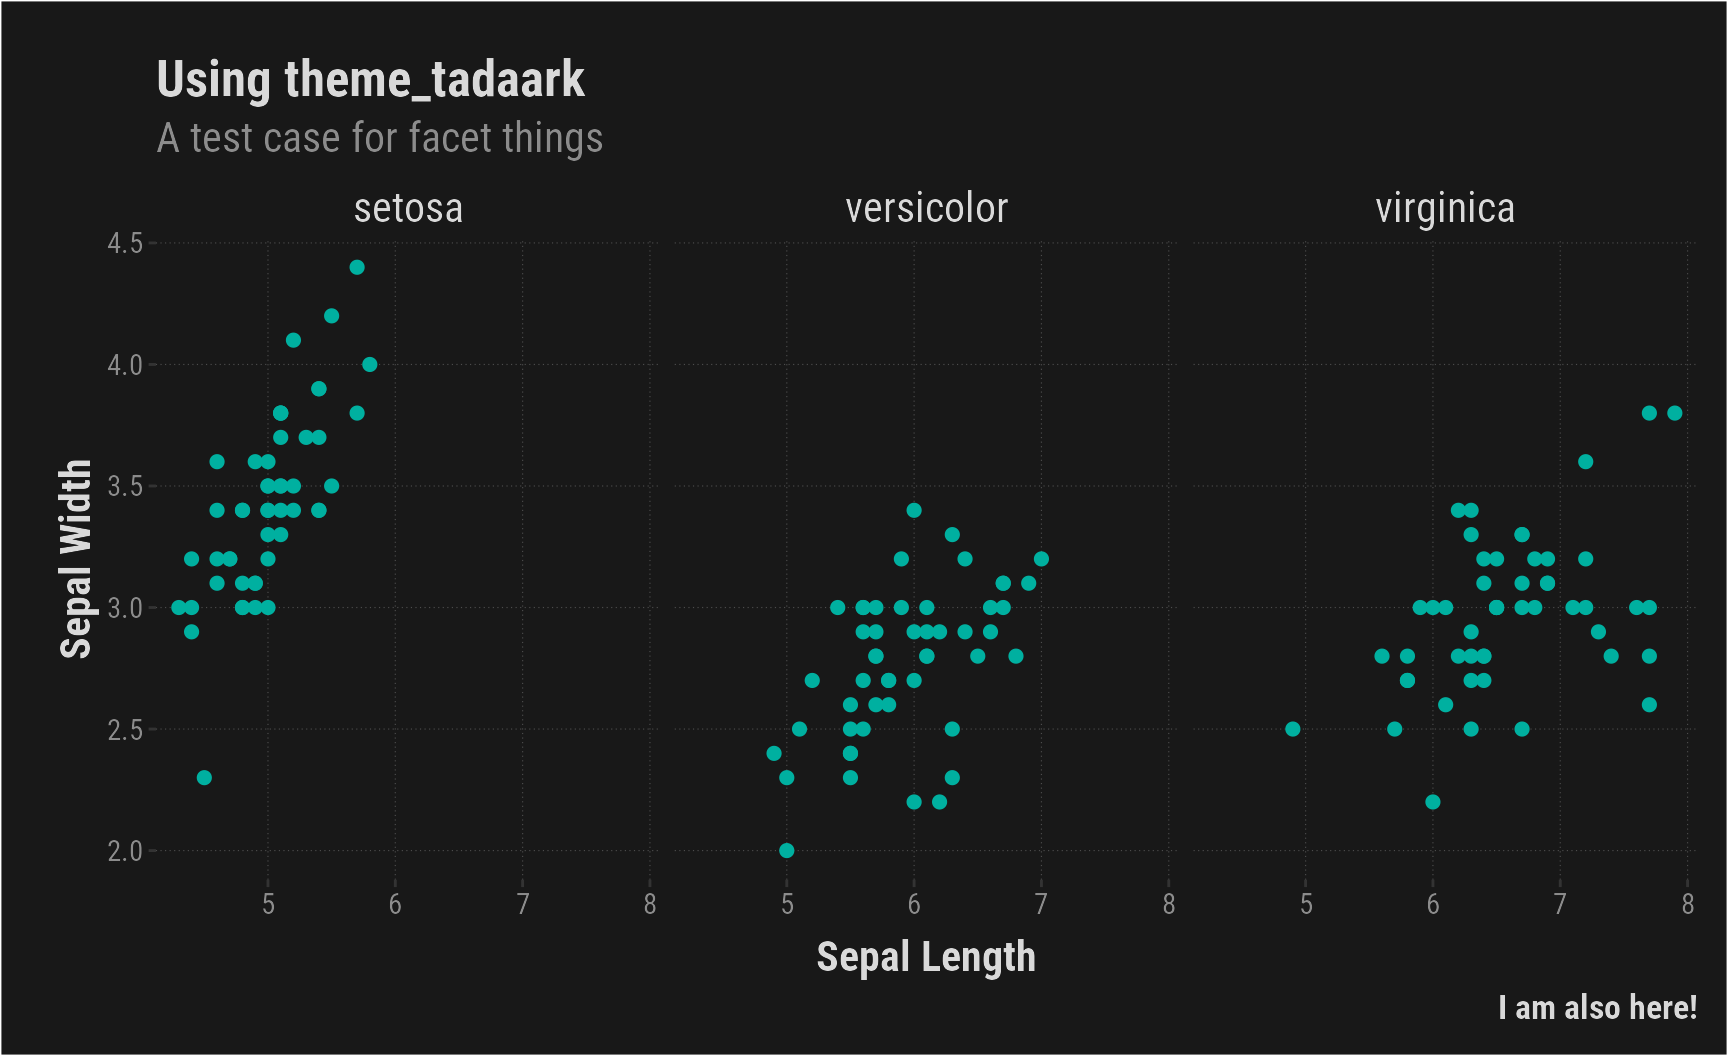 Using theme_tadaark
A test case for facet things
setosa
versicolor
virginica
Sepal Width
4.5
4.0
3.5
3.0
2.5
2.0
5 6 7 8
5 6 7 8
5 6 7 8
Sepal Length
I am also here!